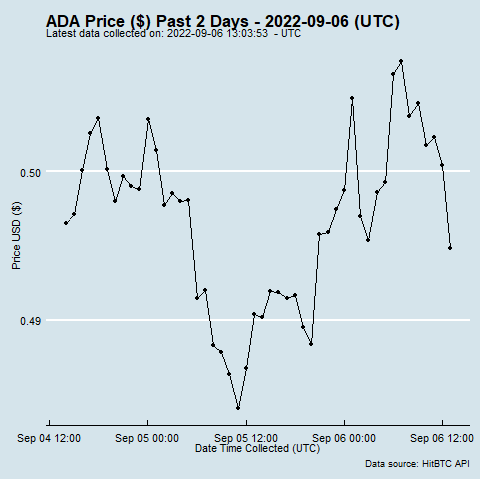 ADA Price ($) Past 2 Days - 2022-09-06 (UTC)
Latest data collected on: 2022-09-06 13:03:53 - UTC
0.50
Price USD ($)
0.49
Sep 04 12:00 Sep 05 00:00 Sep 05 12:00 Sep 06 00:00 Sep 06 12:00
Date Time Collected (UTC)
Data source: HitBTC API